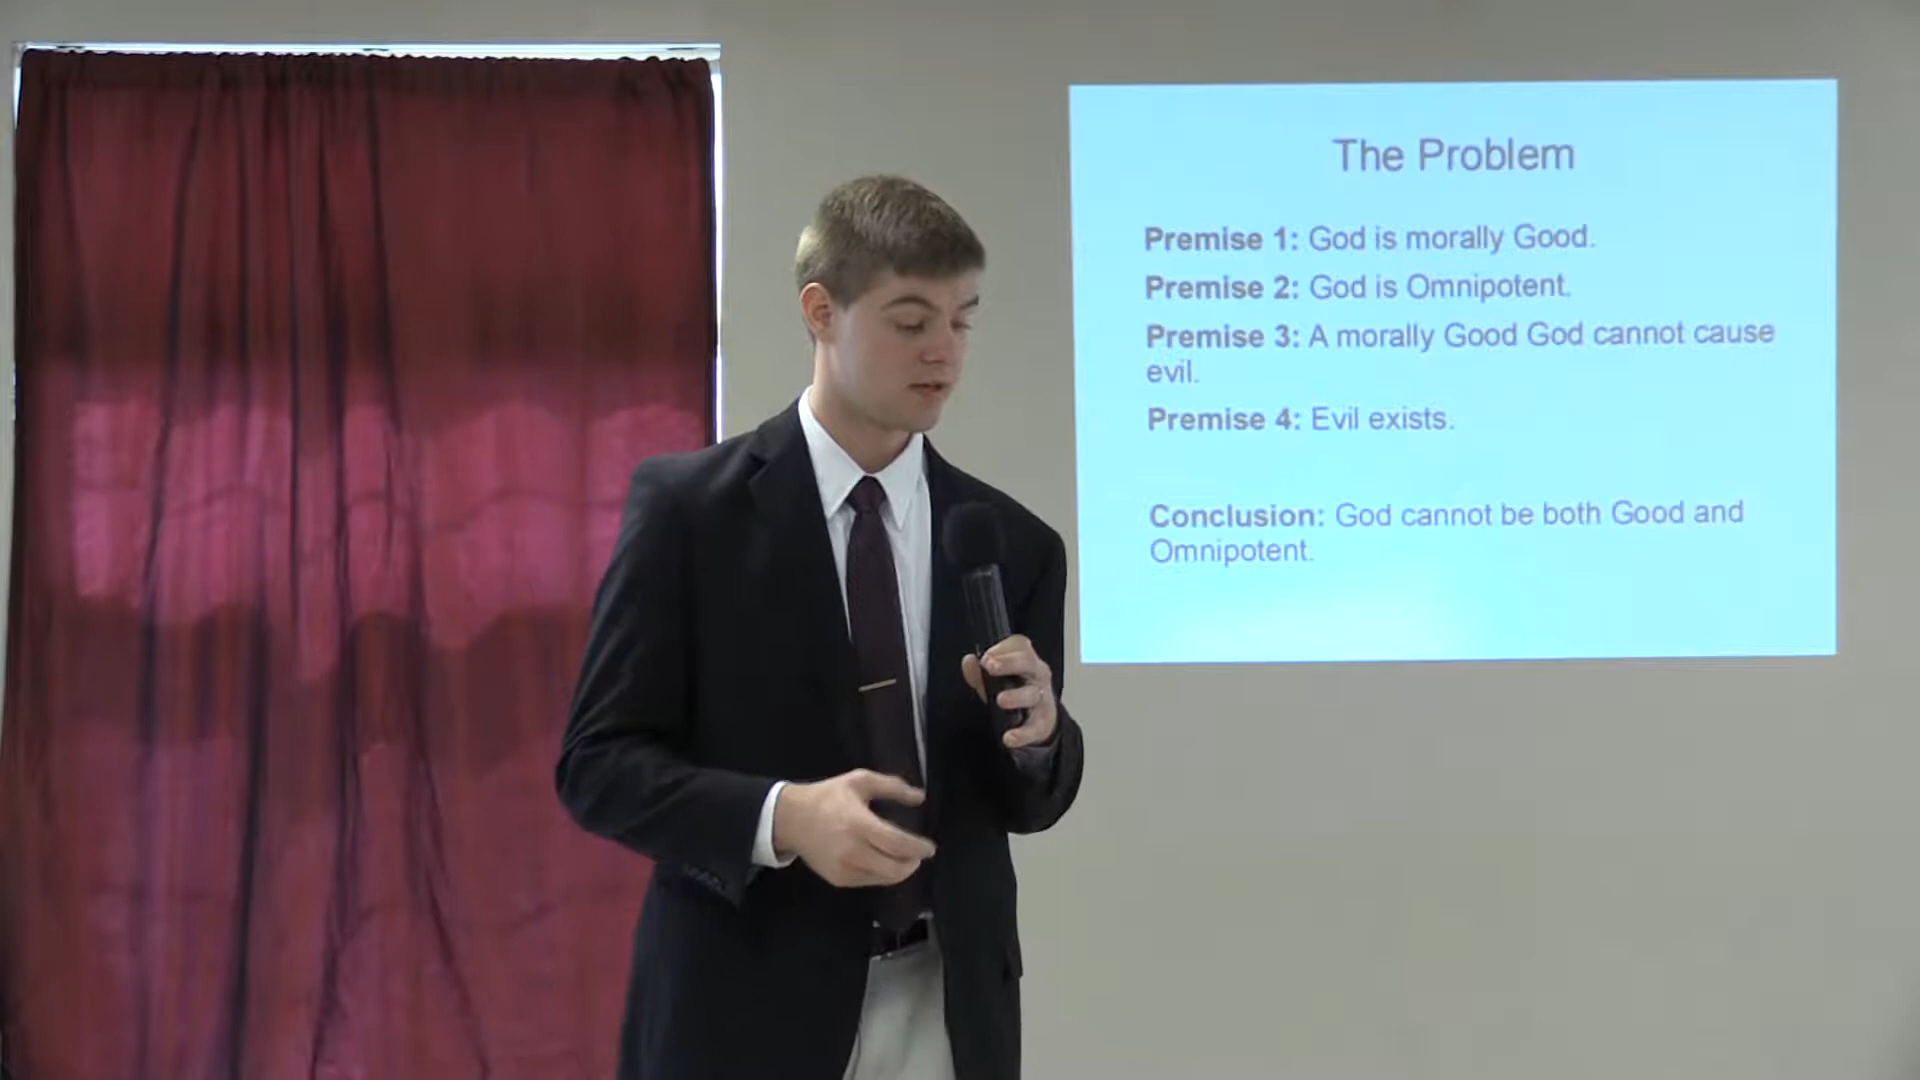 The Problem
Premise 1: God is morally Good.
Premise 2: God is Omnipotent.
Premise 3: A morally Good God cannot cause
evil.
Premise 4: Evil exists.
Conclusion: God cannot be both Good and
Omnipotent.